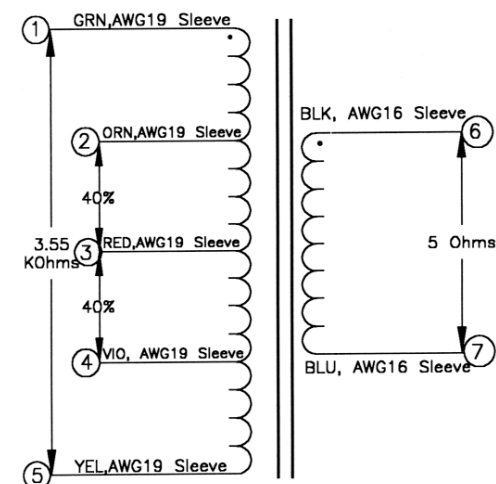 1 GRN,AWG19 Sleeve
2 ORN,AWG19 Sleeve
40%
3 RED,AWG19 Sleeve
3.55
KOhms
40%
4 VIO, AWG19 Sleeve
5 YEL,AWG19 Sleeve
BLK, AWG16 Sleeve 6
5 Ohms
BLU, AWG16 Sleeve 7